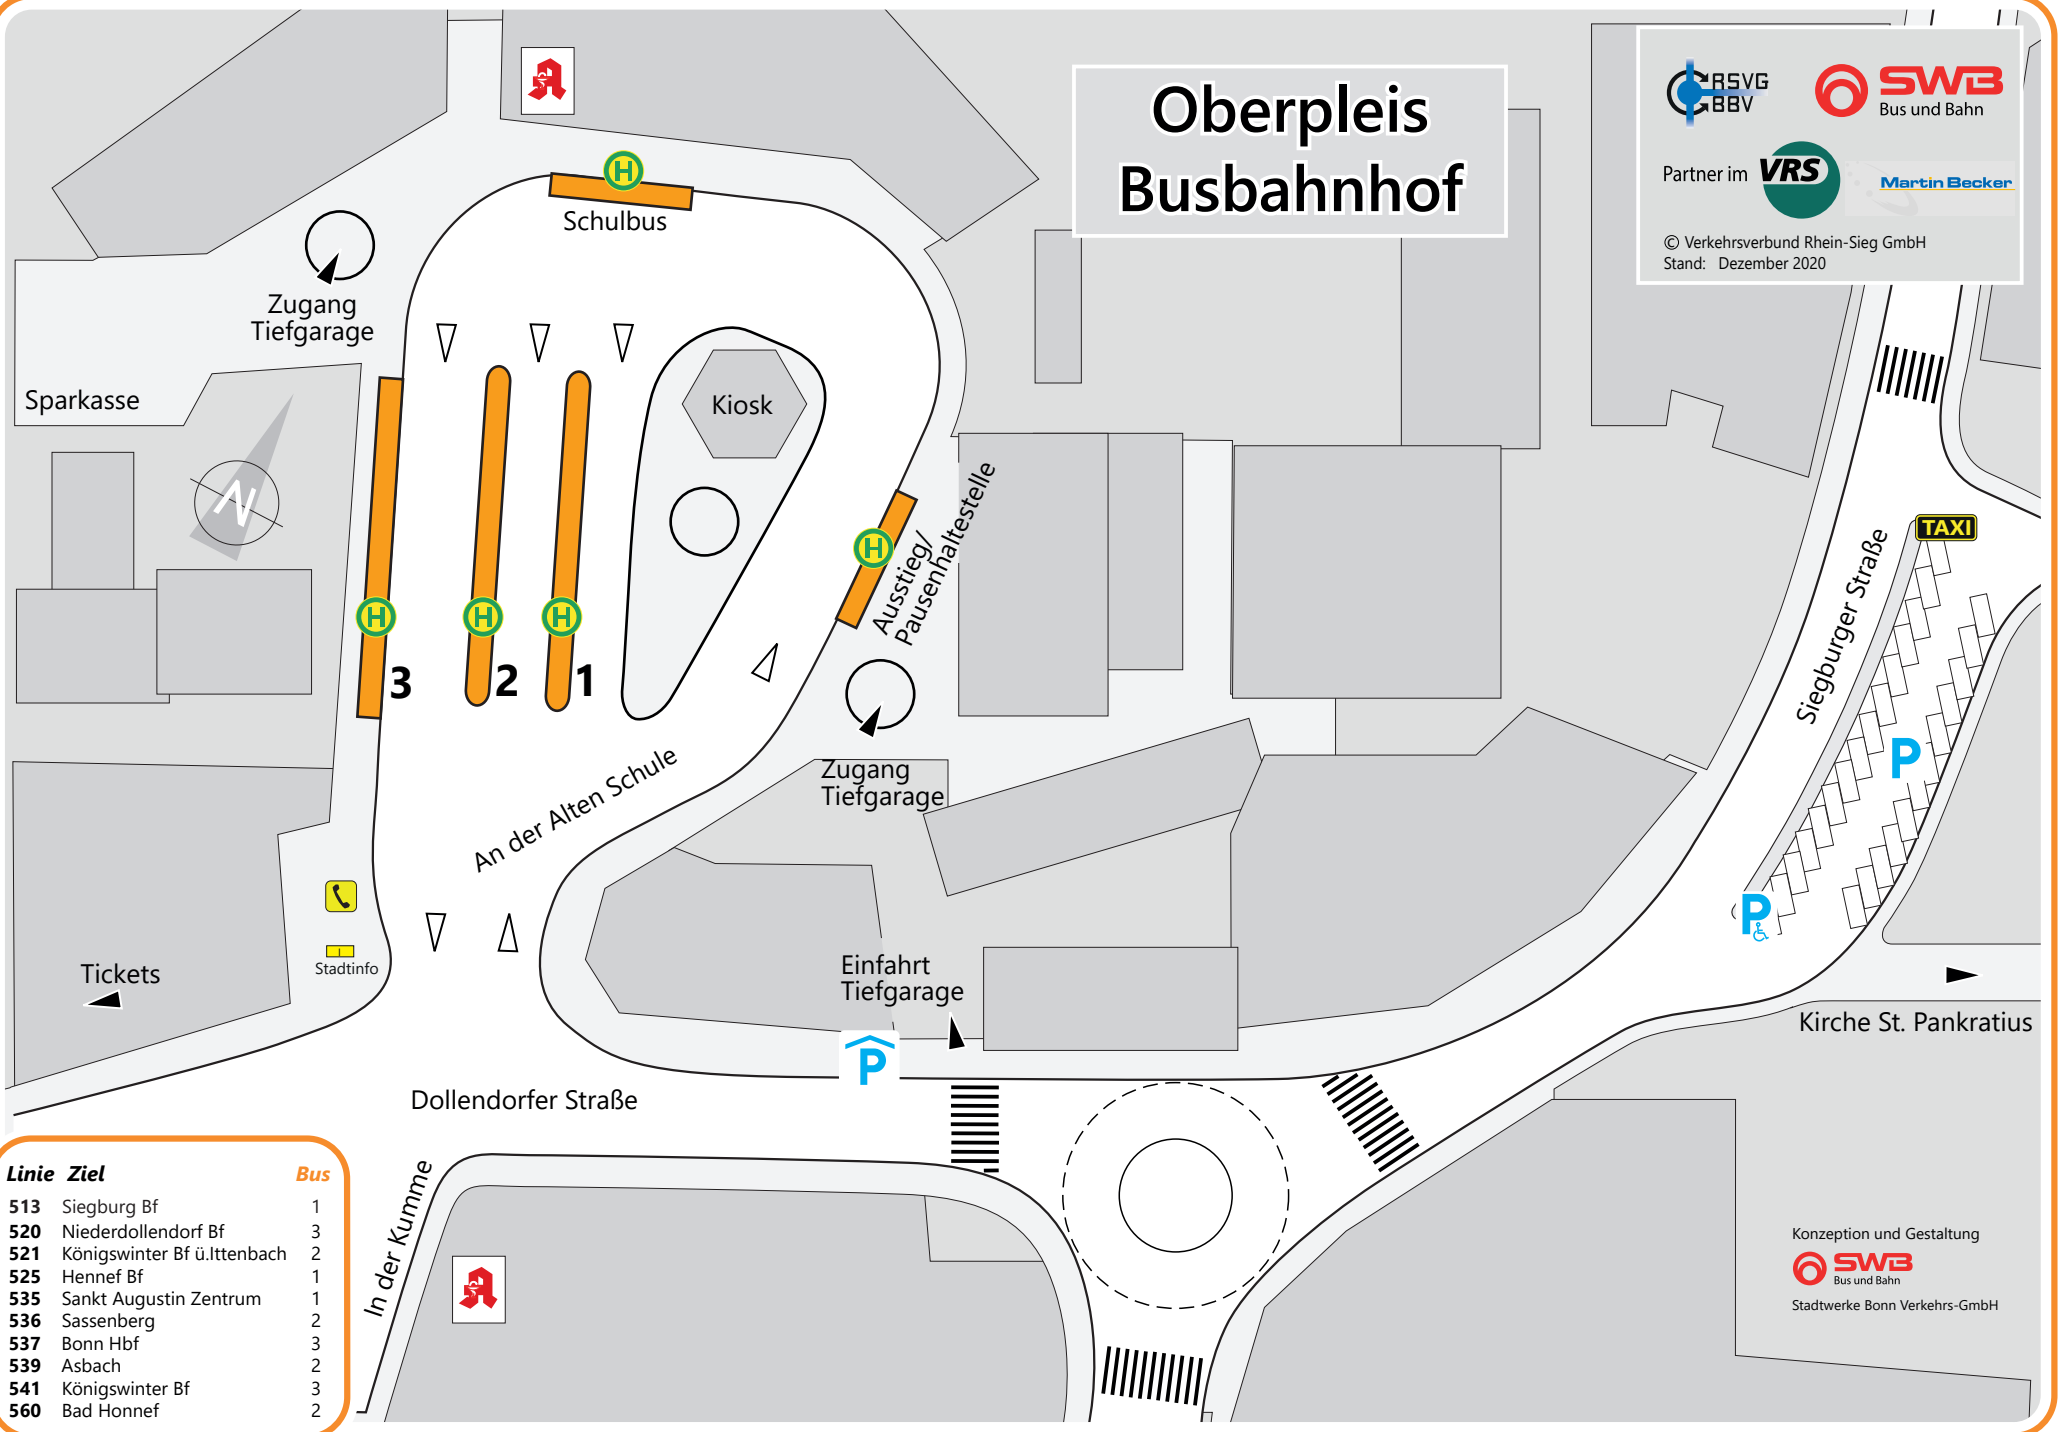 Oberpleis
Busbahnhof
RSVG
BBV
SWB
Bus und Bahn
Partner im VRS
Martin Becker
© Verkehrsverbund Rhein-Sieg GmbH
Stand: Dezember 2020
H
Schulbus
Zugang
Tiefgarage
Sparkasse
Kiosk
N
H
Ausstieg/
Pausenhaltestelle
H
H
H
3
2
1
TAXI
Siegburger Straße
P
P
An der Alten Schule
Zugang
Tiefgarage
Stadtinfo
Tickets
Einfahrt
Tiefgarage
P
Kirche St. Pankratius
Dollendorfer Straße
In der Kumme
Linie Ziel Bus
513 Siegburg Bf 1
520 Niederdollendorf Bf 3
521 Königswinter Bf ü.Ittenbach 2
525 Hennef Bf 1
535 Sankt Augustin Zentrum 1
536 Sassenberg 2
537 Bonn Hbf 3
539 Asbach 2
541 Königswinter Bf 3
560 Bad Honnef 2
Konzeption und Gestaltung
SWB
Bus und Bahn
Stadtwerke Bonn Verkehrs-GmbH